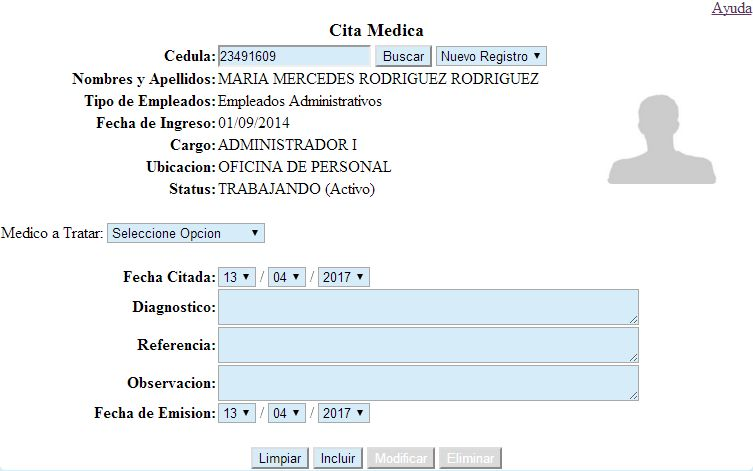 Ayuda
Cita Medica
Cedula: 23491609 Buscar Nuevo Registro
Nombres y Apellidos: MARIA MERCEDES RODRIGUEZ RODRIGUEZ
Tipo de Empleados: Empleados Administrativos
Fecha de Ingreso: 01/09/2014
Cargo: ADMINISTRADOR I
Ubicacion: OFICINA DE PERSONAL
Status: TRABAJANDO (Activo)
Medico a Tratar: Seleccione Opcion
Fecha Citada: 13 / 04 / 2017
Diagnostico:
Referencia:
Observacion:
Fecha de Emision: 13 / 04 / 2017
Limpiar Incluir Modificar Eliminar